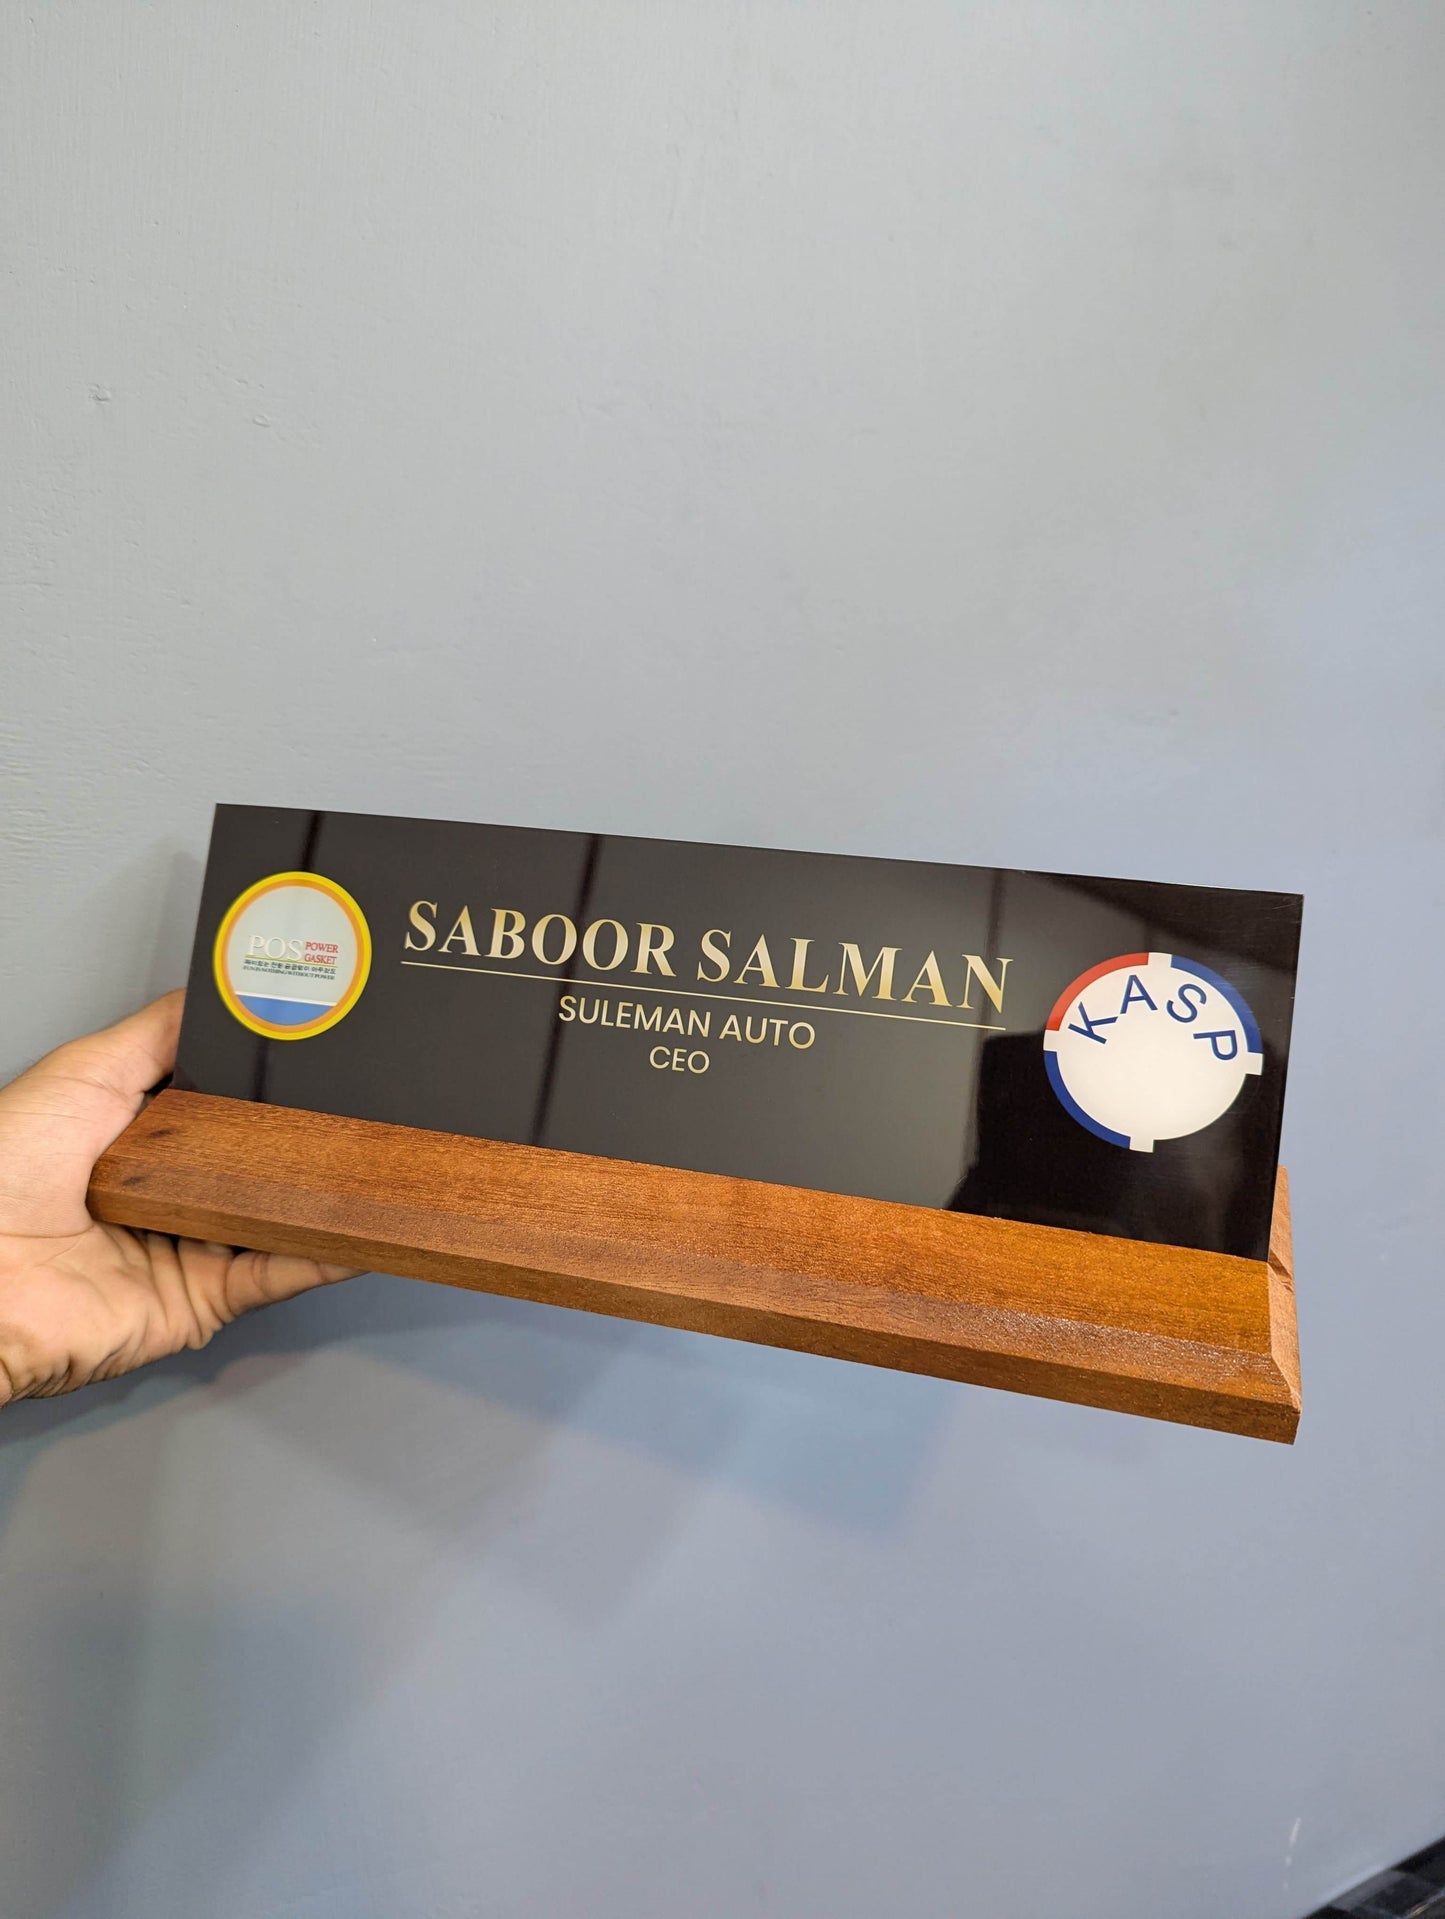 SABOOR SALMAN
SULEMAN AUTO
CEO
POS POWER GASKET
KASP